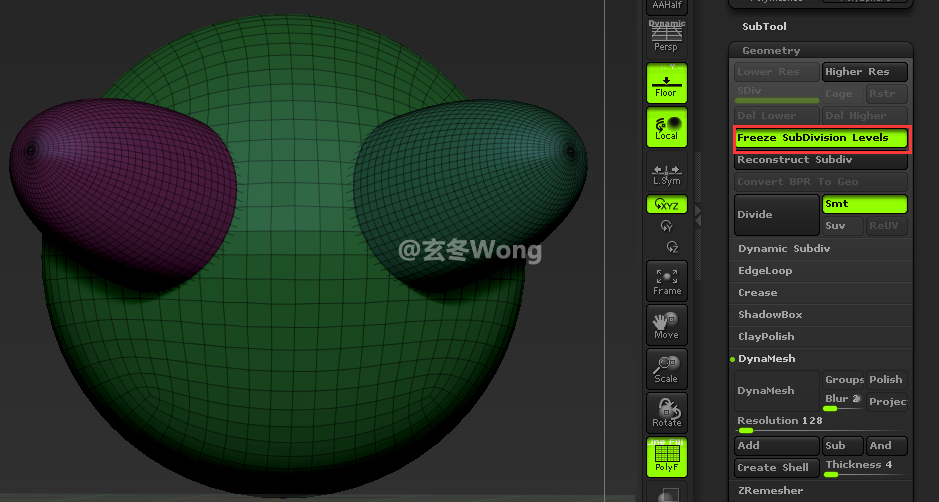 AAHalf
Dynamic
Persp
Floor
Local
L.Sym
XYZ
Y
Z
Frame
Move
Scale
Rotate
PolyF
@玄冬Wong
SubTool
Geometry
Lower Res
Higher Res
SDiv
Cage
Rstr
Del Lower
Del Higher
Freeze SubDivision Levels
Reconstruct Subdiv
Convert BPR To Geo
Divide
Smt
Suv
ReUV
Dynamic Subdiv
EdgeLoop
Crease
ShadowBox
ClayPolish
DynaMesh
DynaMesh
Groups
Polish
Blur 2
Projec
Resolution 128
Add
Sub
And
Create Shell
Thickness 4
ZRemesher